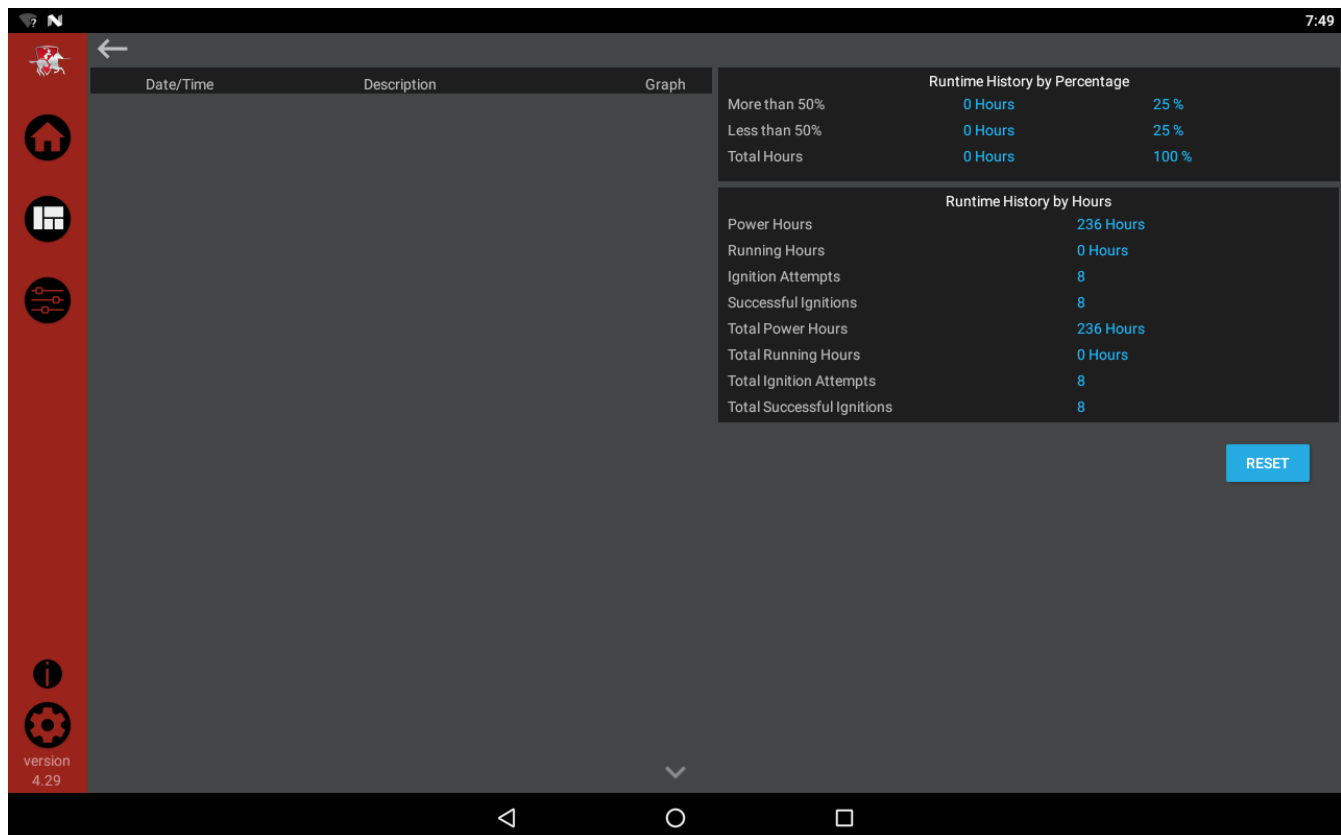 7:49
Date/Time Description Graph
Runtime History by Percentage
More than 50% 0 Hours 25 %
Less than 50% 0 Hours 25 %
Total Hours 0 Hours 100 %
Runtime History by Hours
Power Hours 236 Hours
Running Hours 0 Hours
Ignition Attempts 8
Successful Ignitions 8
Total Power Hours 236 Hours
Total Running Hours 0 Hours
Total Ignition Attempts 8
Total Successful Ignitions 8
RESET
version
4.29